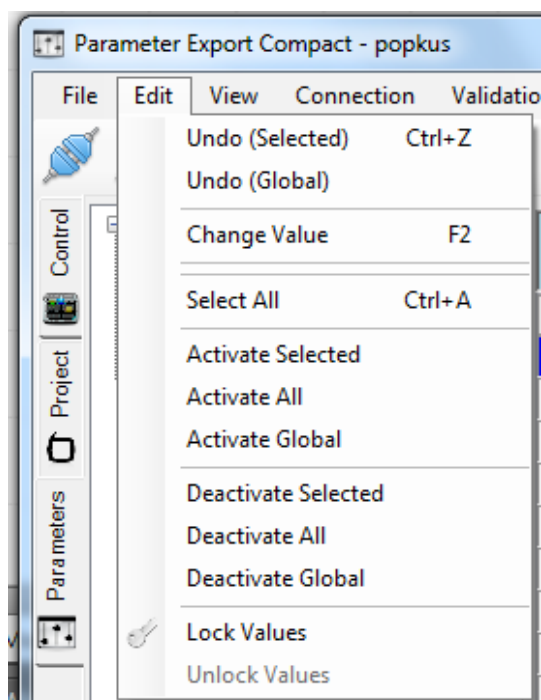 Parameter Export Compact - popkus
File Edit View Connection Validatio
Undo (Selected) Ctrl+Z
Undo (Global)
Change Value F2
Select All Ctrl+A
Activate Selected
Activate All
Activate Global
Deactivate Selected
Deactivate All
Deactivate Global
Lock Values
Unlock Values
Control
Project
Parameters